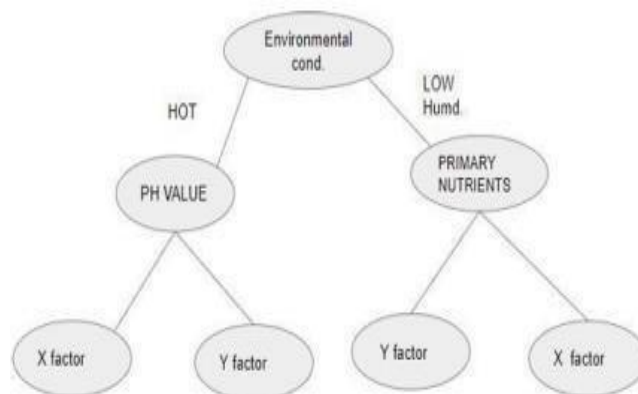 Environmental
cond.
HOT
LOW
Humd.
PH VALUE
PRIMARY
NUTRIENTS
X factor
Y factor
Y factor
X factor